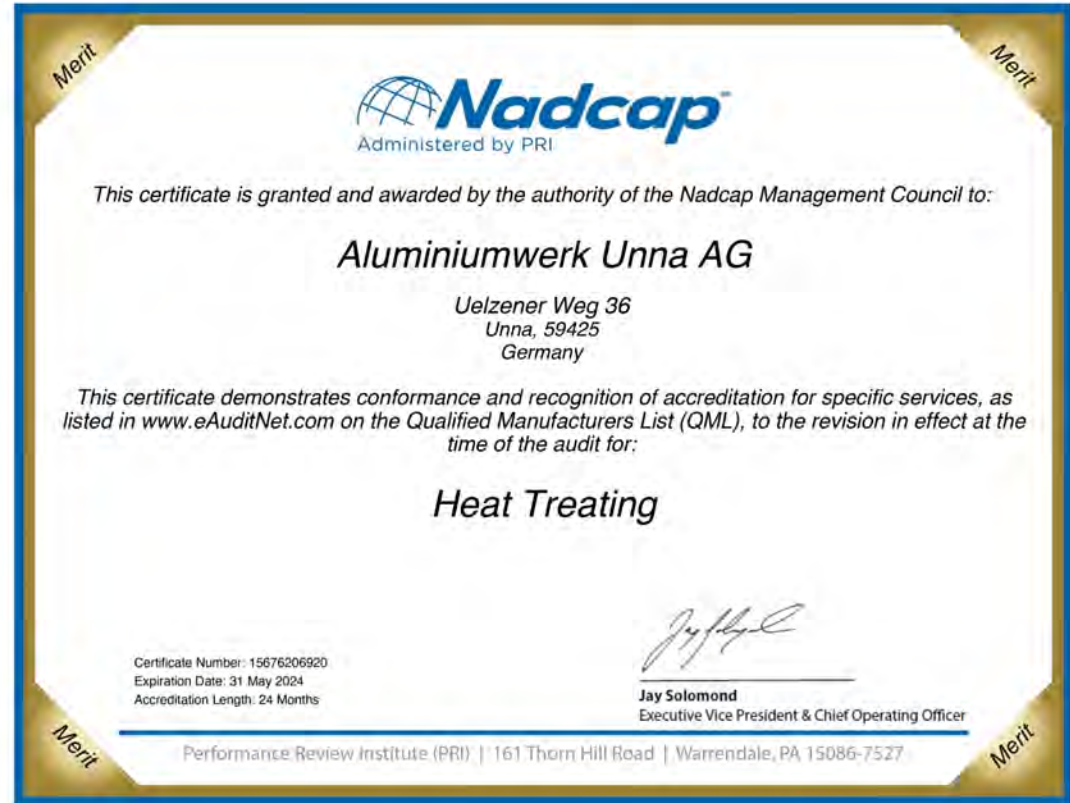 Merit
Merit
Nadcap
Administered by PRI
This certificate is granted and awarded by the authority of the Nadcap Management Council to:
Aluminiumwerk Unna AG
Uelzener Weg 36
Unna, 59425
Germany
This certificate demonstrates conformance and recognition of accreditation for specific services, as
listed in www.eAuditNet.com on the Qualified Manufacturers List (QML), to the revision in effect at the
time of the audit for:
Heat Treating
Certificate Number: 15676206920
Expiration Date: 31 May 2024
Accreditation Length: 24 Months
Jay Solomond
Executive Vice President & Chief Operating Officer
Merit
Merit
Performance Review Institute (PRI) | 161 Thorn Hill Road | Warrendale, PA 15086-7527